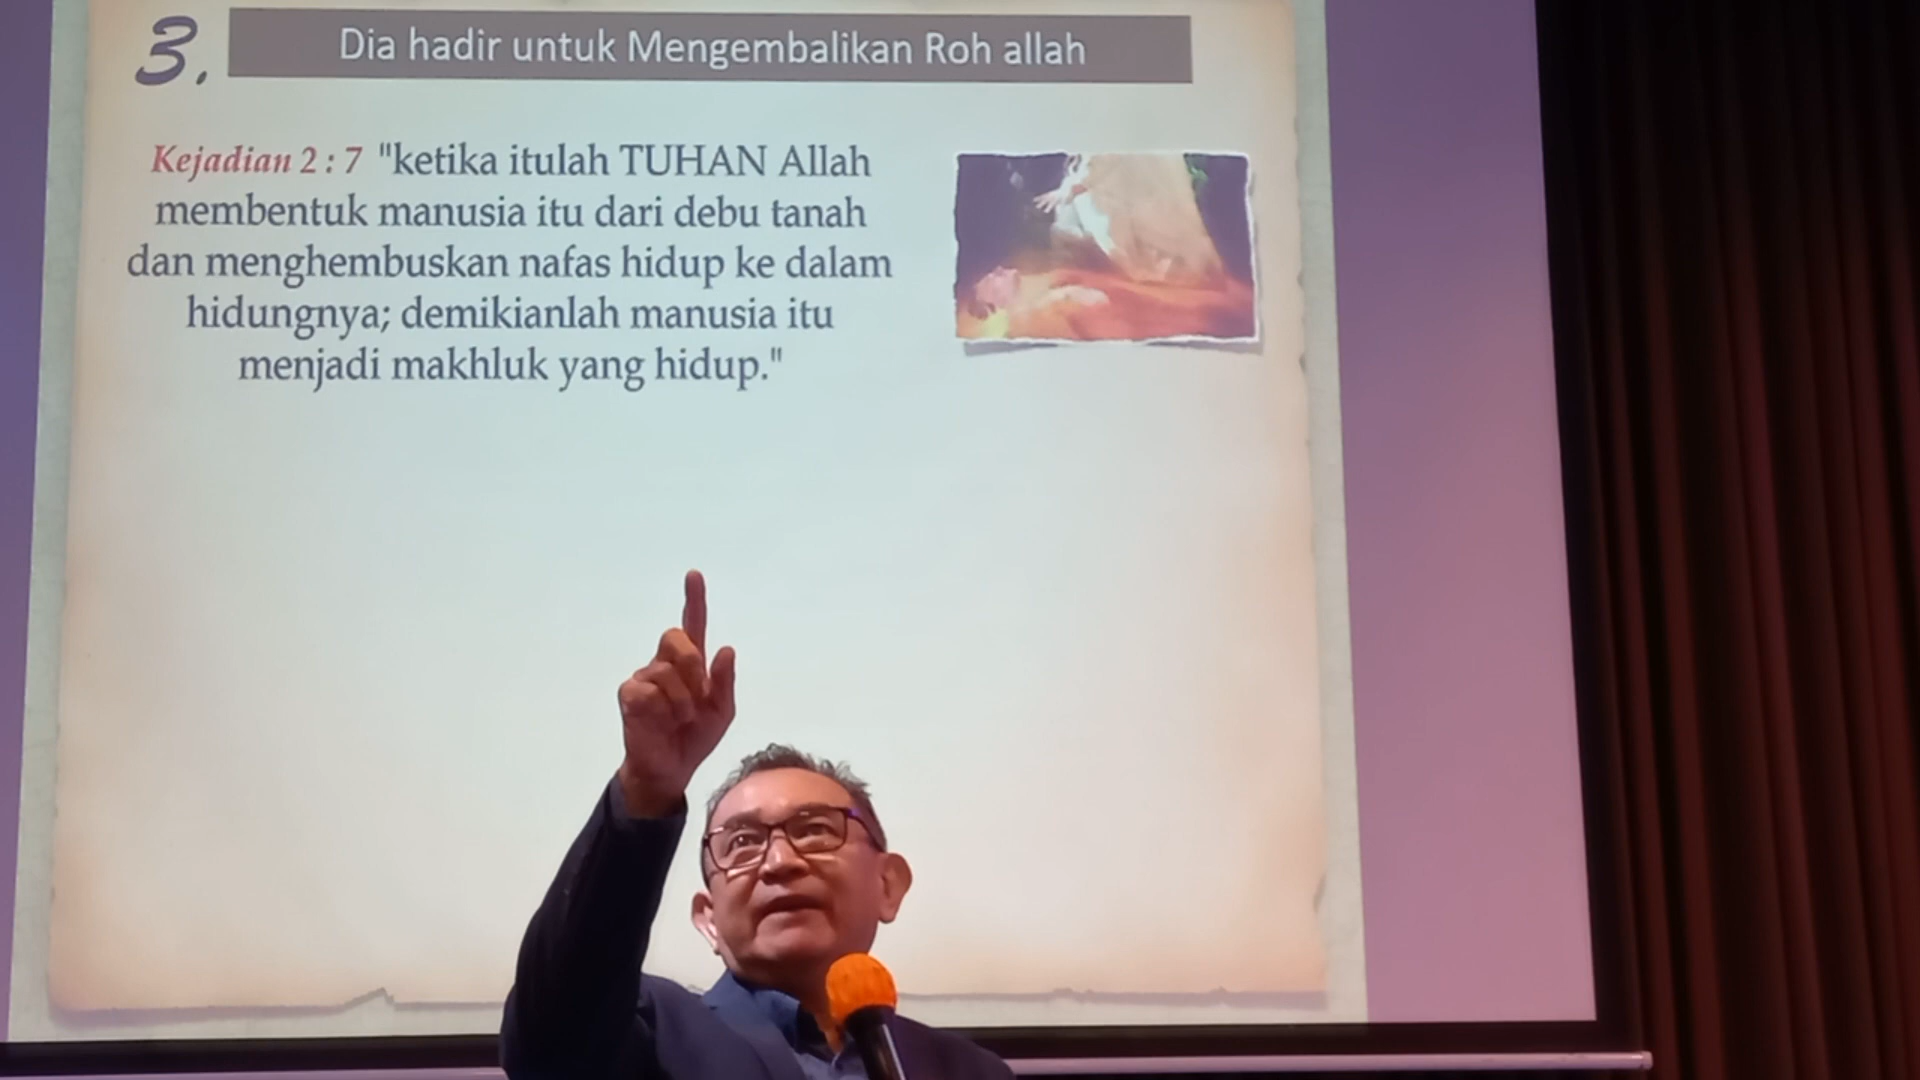 3.
Dia hadir untuk Mengembalikan Roh allah
Kejadian 2 : 7 "ketika itulah TUHAN Allah
membentuk manusia itu dari debu tanah
dan menghembuskan nafas hidup ke dalam
hidungnya; demikianlah manusia itu
menjadi makhluk yang hidup."